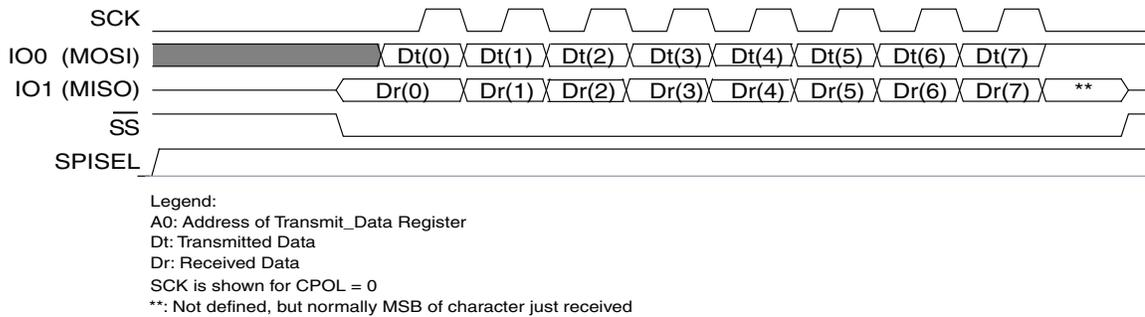 SCK
IO0 (MOSI) Dt(0) Dt(1) Dt(2) Dt(3) Dt(4) Dt(5) Dt(6) Dt(7)
IO1 (MISO) Dr(0) Dr(1) Dr(2) Dr(3) Dr(4) Dr(5) Dr(6) Dr(7) **
SS
SPISEL
Legend:
A0: Address of Transmit_Data Register
Dt: Transmitted Data
Dr: Received Data
SCK is shown for CPOL = 0
**: Not defined, but normally MSB of character just received